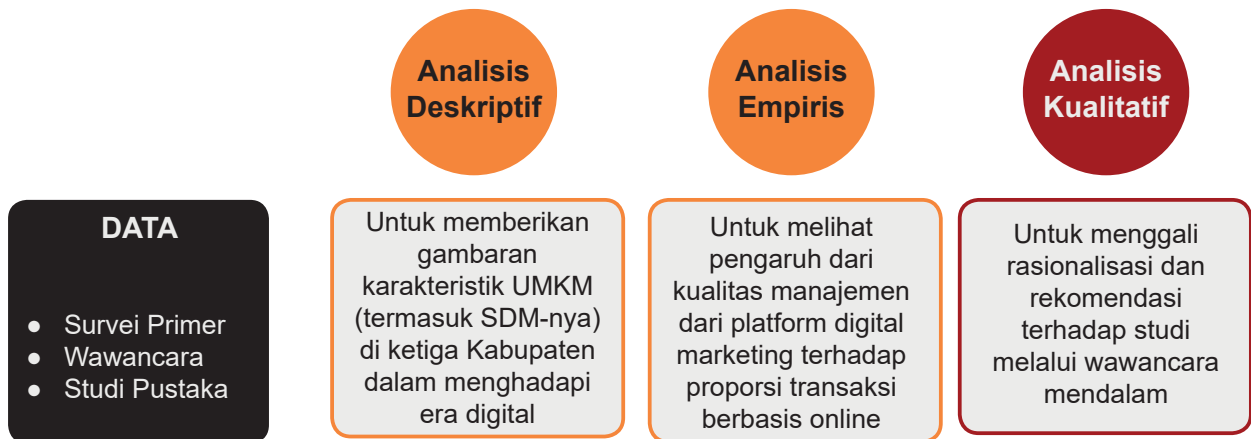 Analisis
Deskriptif
Analisis
Empiris
Analisis
Kualitatif
DATA
● Survei Primer
● Wawancara
● Studi Pustaka
Untuk memberikan
gambaran
karakteristik UMKM
(termasuk SDM-nya)
di ketiga Kabupaten
dalam menghadapi
era digital
Untuk melihat
pengaruh dari
kualitas manajemen
dari platform digital
marketing terhadap
proporsi transaksi
berbasis online
Untuk menggali
rasionalisasi dan
rekomendasi
terhadap studi
melalui wawancara
mendalam